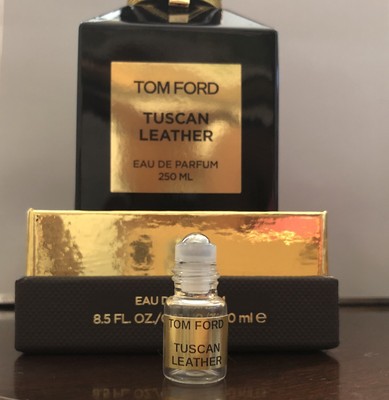 TOM FORD
TUSCAN
LEATHER
EAU DE PARFUM
250 ML
EAU
8.5 FL. OZ./ ml e
TOM FORD
TUSCAN
LEATHER